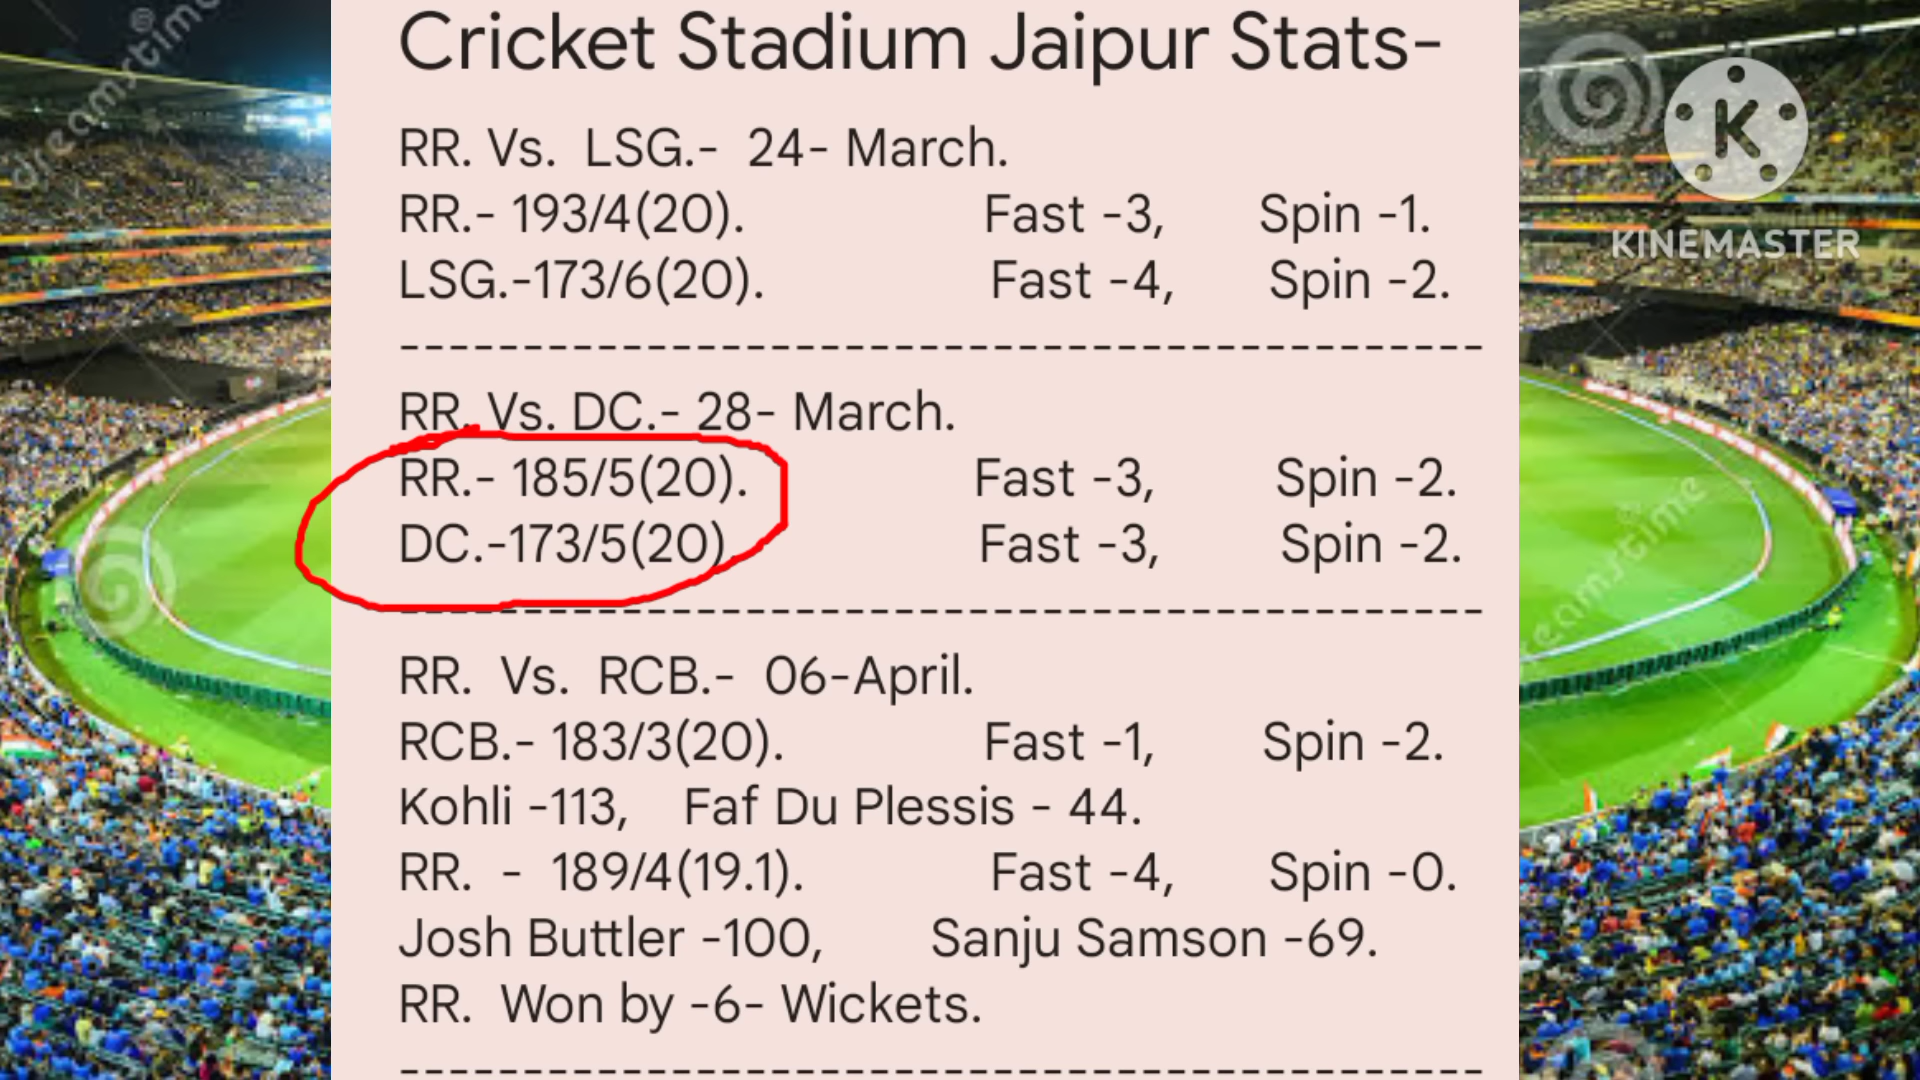 Cricket Stadium Jaipur Stats-
RR. Vs. LSG.- 24- March.
RR.- 193/4(20). Fast -3, Spin -1.
LSG.-173/6(20). Fast -4, Spin -2.
RR. Vs. DC.- 28- March.
RR.- 185/5(20). Fast -3, Spin -2.
DC.-173/5(20) Fast -3, Spin -2.
RR. Vs. RCB.- 06-April.
RCB.- 183/3(20). Fast -1, Spin -2.
Kohli -113, Faf Du Plessis - 44.
RR. - 189/4(19.1). Fast -4, Spin -0.
Josh Buttler -100, Sanju Samson -69.
RR. Won by -6- Wickets.
K
KINEMASTER
dreamstime
eamstime